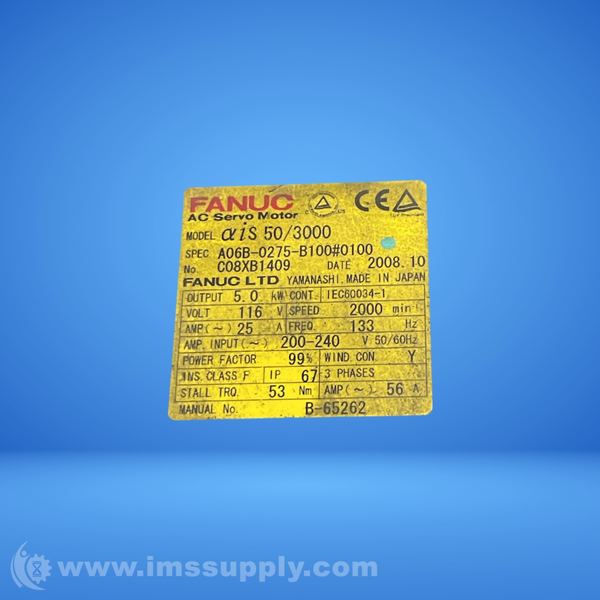 FANUC
AC Servo Motor
CE
MODEL αiS 50/3000
SPEC A06B-0275-B100#0100
No. C08XB1409 DATE 2008.10
FANUC LTD YAMANASHI, MADE IN JAPAN
OUTPUT 5.0 kW CONT. IEC60034-1
VOLT 116 V SPEED 2000 min⁻¹
AMP(~) 25 A FREQ. 133 Hz
AMP. INPUT(~) 200-240 V 50/60Hz
POWER FACTOR 99% WIND CON. Y
INS. CLASS F IP 67 3 PHASES
STALL TRQ. 53 Nm AMP(~) 56 A
MANUAL No. B-65262
www.imssupply.com